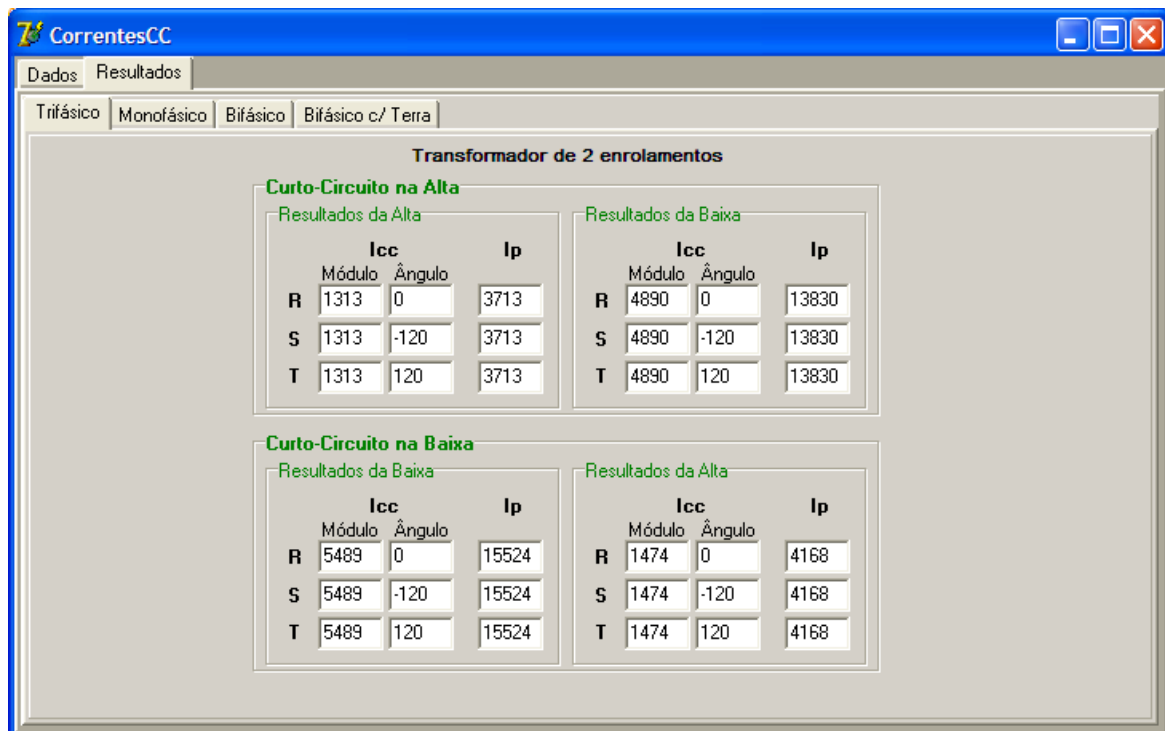 CorrentesCC
Dados Resultados
Trifásico Monofásico Bifásico Bifásico c/ Terra
Transformador de 2 enrolamentos
Curto-Circuito na Alta
Resultados da Alta Resultados da Baixa
Icc Ip Icc Ip
Módulo Ângulo Módulo Ângulo
R 1313 0 3713 R 4890 0 13830
S 1313 -120 3713 S 4890 -120 13830
T 1313 120 3713 T 4890 120 13830
Curto-Circuito na Baixa
Resultados da Baixa Resultados da Alta
Icc Ip Icc Ip
Módulo Ângulo Módulo Ângulo
R 5489 0 15524 R 1474 0 4168
S 5489 -120 15524 S 1474 -120 4168
T 5489 120 15524 T 1474 120 4168